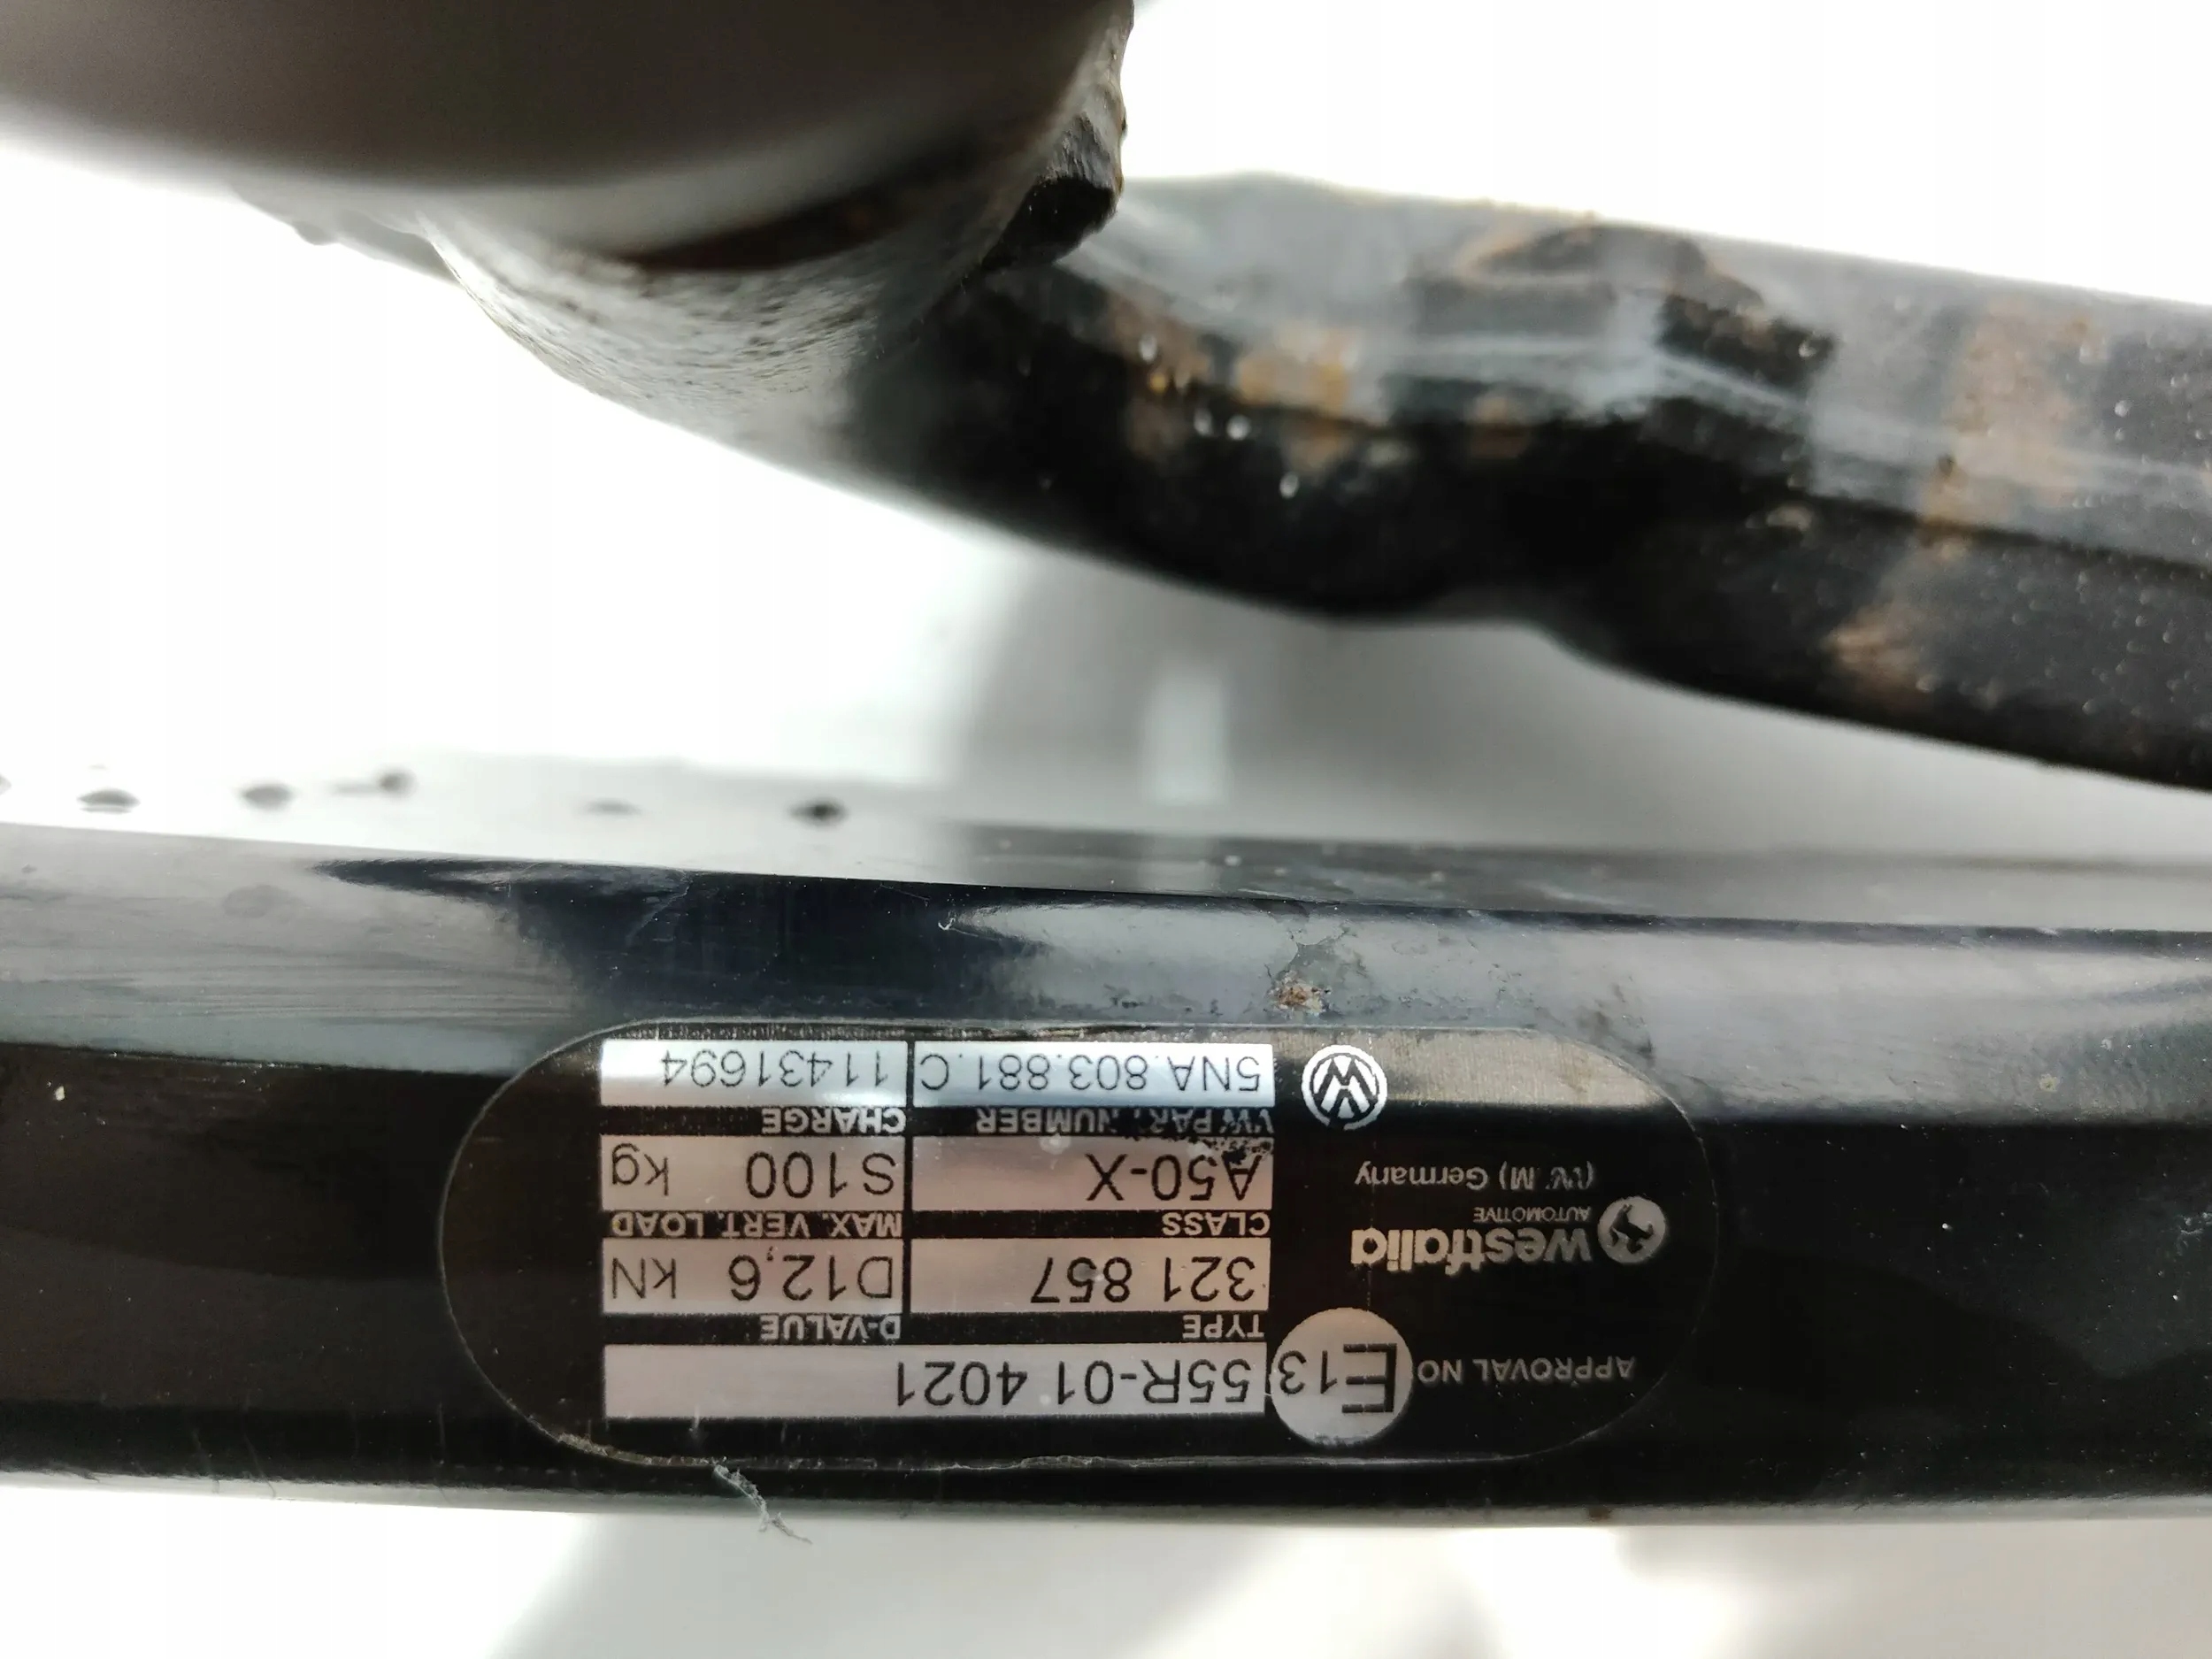 APPROVAL NO E13 55R-01 4021
TYPE D-VALUE
westfalia 321 857 D12,6 kN
AUTOMOTIVE
CLASS MAX. VERT. LOAD
Germany A50-X S100 kg
VW PART. NUMBER CHARGE
5NA.803.881.C 11431694